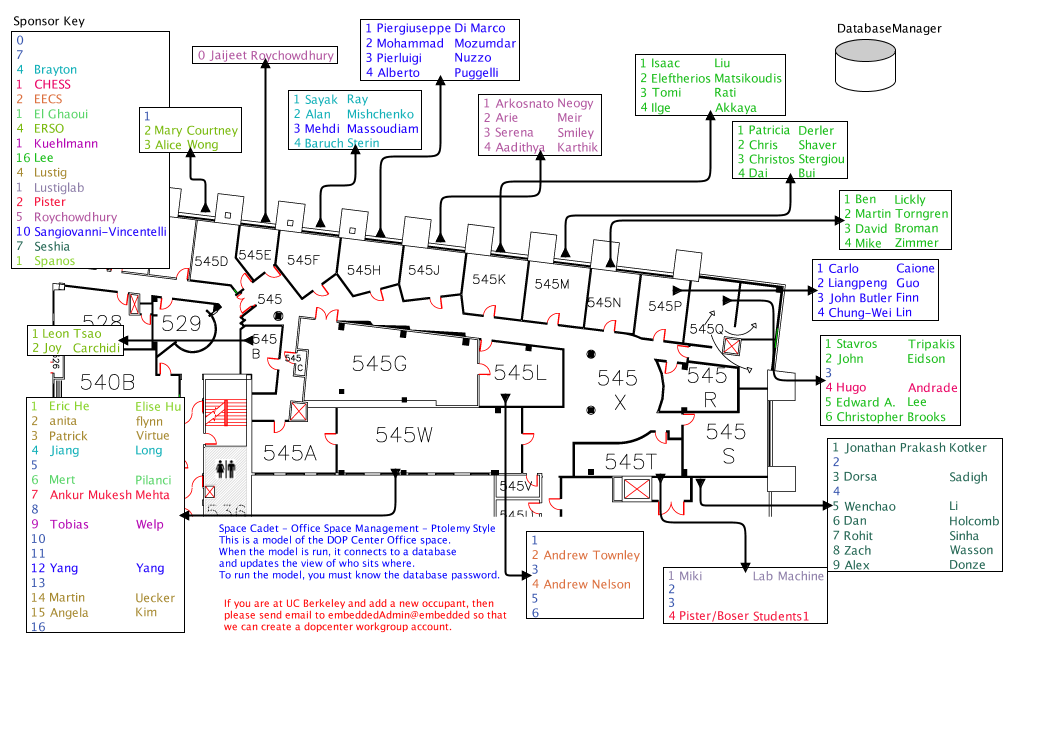 Sponsor Key
0
7
4 Brayton
1 CHESS
2 EECS
1 El Ghaoui
4 ERSO
1 Kuehlmann
16 Lee
4 Lustig
1 Lustiglab
2 Pister
5 Roychowdhury
10 Sangiovanni-Vincentelli
7 Seshia
1 Spanos
1
2 Mary Courtney
3 Alice Wong
0 Jaijeet Roychowdhury
1 Sayak Ray
2 Alan Mishchenko
3 Mehdi Massoudiam
4 Baruch Sterin
1 Piergiuseppe Di Marco
2 Mohammad Mozumdar
3 Pierluigi Nuzzo
4 Alberto Puggelli
1 Arkosnato Neogy
2 Arie Meir
3 Serena Smiley
4 Aadithya Karthik
1 Isaac Liu
2 Eleftherios Matsikoudis
3 Tomi Rati
4 Ilge Akkaya
DatabaseManager
1 Patricia Derler
2 Chris Shaver
3 Christos Stergiou
4 Dai Bui
1 Ben Lickly
2 Martin Torngren
3 David Broman
4 Mike Zimmer
1 Carlo Caione
2 Liangpeng Guo
3 John Butler Finn
4 Chung-Wei Lin
1 Stavros Tripakis
2 John Eidson
3
4 Hugo Andrade
5 Edward A. Lee
6 Christopher Brooks
1 Jonathan Prakash Kotker
2
3 Dorsa Sadigh
4
5 Wenchao Li
6 Dan Holcomb
7 Rohit Sinha
8 Zach Wasson
9 Alex Donze
545D
545E
545F
545H
545J
545K
545M
545N
545P
545Q
545
528
529
545
B
545
C
545G
545L
545
X
545
R
540B
545A
545W
545T
545
S
545V
1 Leon Tsao
2 Joy Carchidi
1 Eric He Elise Hu
2 anita flynn
3 Patrick Virtue
4 Jiang Long
5
6 Mert Pilanci
7 Ankur Mukesh Mehta
8
9 Tobias Welp
10
11
12 Yang Yang
13
14 Martin Uecker
15 Angela Kim
16
Space Cadet - Office Space Management - Ptolemy Style
This is a model of the DOP Center Office space.
When the model is run, it connects to a database
and updates the view of who sits where.
To run the model, you must know the database password.
If you are at UC Berkeley and add a new occupant, then
please send email to embeddedAdmin@embedded so that
we can create a dopcenter workgroup account.
1
2 Andrew Townley
3
4 Andrew Nelson
5
6
1 Miki Lab Machine
2
3
4 Pister/Boser Students1